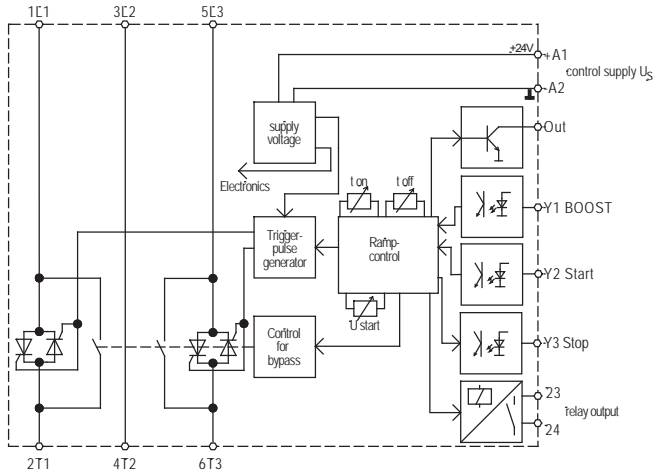 1L1
3L2
5L3
+24V
+A1
control supply US
-A2
supply
voltage
Out
Electronics
t on
t off
Y1 BOOST
Trigger-
pulse
generator
Ramp-
control
Y2 Start
U start
Control
for
bypass
Y3 Stop
23
relay output
24
2T1
4T2
6T3